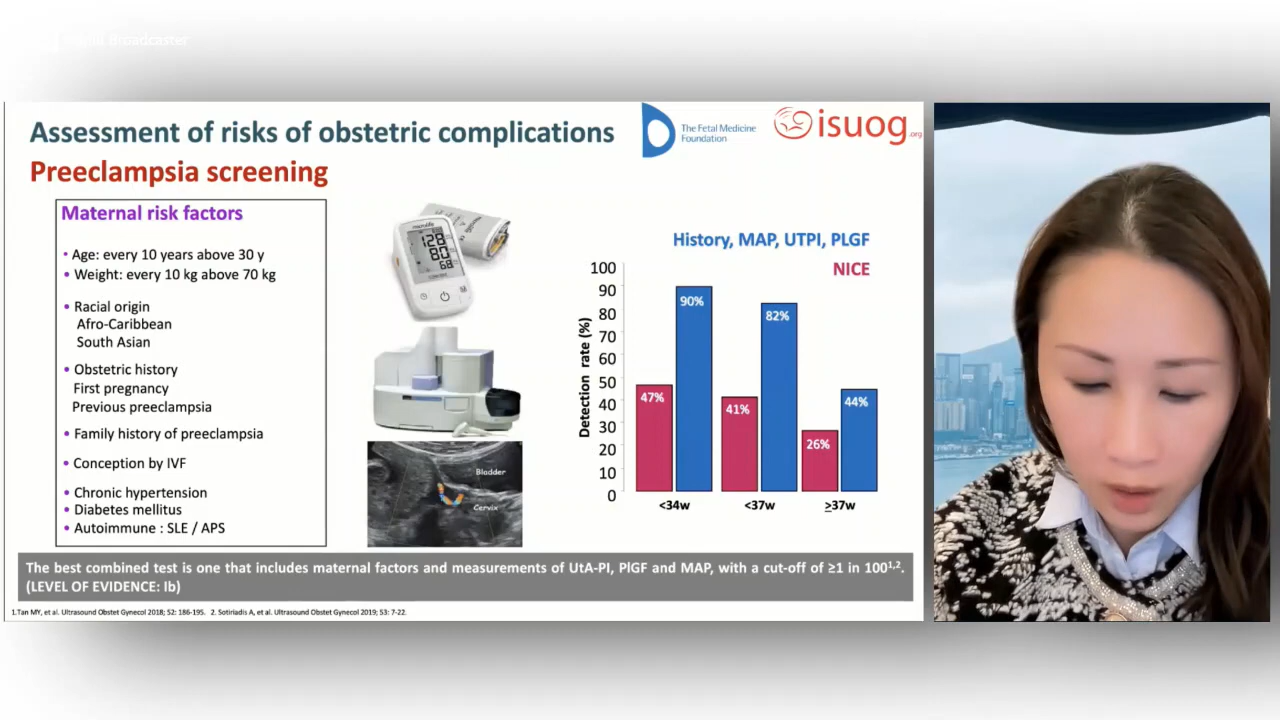 Broadcaster
Assessment of risks of obstetric complications
Preeclampsia screening
The Fetal Medicine
Foundation
isuog.org
Maternal risk factors
• Age: every 10 years above 30 y
• Weight: every 10 kg above 70 kg
• Racial origin
Afro-Caribbean
South Asian
• Obstetric history
First pregnancy
Previous preeclampsia
• Family history of preeclampsia
• Conception by IVF
• Chronic hypertension
• Diabetes mellitus
• Autoimmune : SLE / APS
microlife
128
80
68
Bladder
Cervix
History, MAP, UTPI, PLGF
NICE
Detection rate (%)
100
90
80
70
60
50
40
30
20
10
0
47%
90%
41%
82%
26%
44%
<34w
<37w
≥37w
The best combined test is one that includes maternal factors and measurements of UtA-PI, PlGF and MAP, with a cut-off of ≥1 in 100¹,².
(LEVEL OF EVIDENCE: Ib)
1.Tan MY, et al. Ultrasound Obstet Gynecol 2018; 52: 186-195. 2. Sotiriadis A, et al. Ultrasound Obstet Gynecol 2019; 53: 7-22.